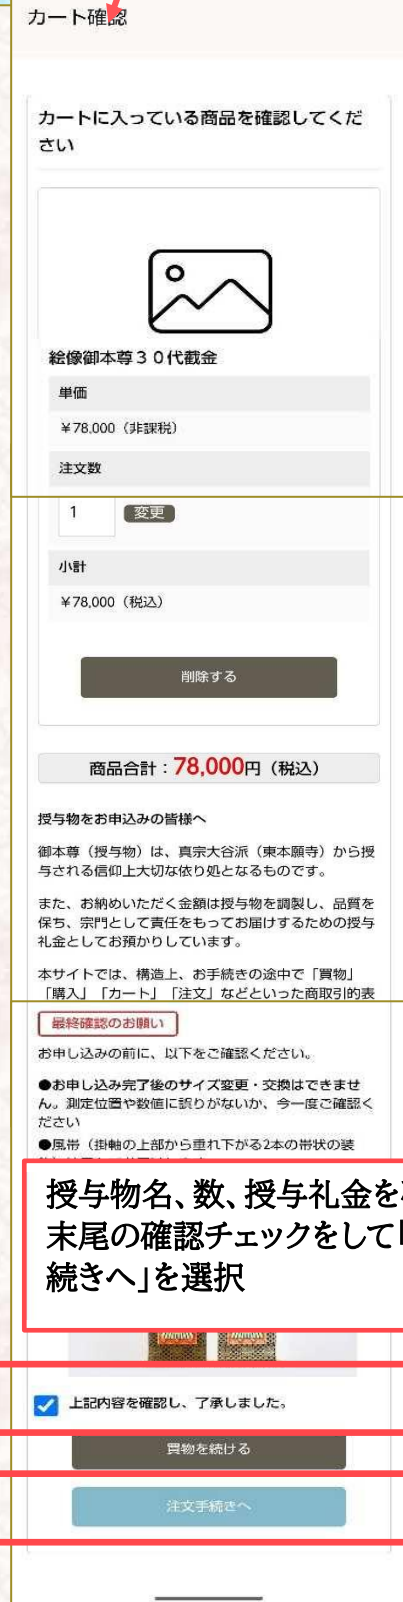 カート確認
カートに入っている商品を確認してくだ
さい
絵像御本尊３０代截金
単価
￥78,000（非課税）
注文数
1 変更
小計
￥78,000（税込）
削除する
商品合計：78,000円（税込）
授与物をお申込みの皆様へ
御本尊（授与物）は、真宗大谷派（東本願寺）から授
与される信仰上大切な依り処となるものです。
また、お納めいただく金額は授与物を調製し、品質を
保ち、宗門として責任をもってお届けするための授与
礼金としてお預かりしています。
本サイトでは、構造上、お手続きの途中で「買物」
「購入」「カート」「注文」などといった商取引的表
最終確認のお願い
お申し込みの前に、以下をご確認ください。
●お申し込み完了後のサイズ変更・交換はできませ
ん。測定位置や数値に誤りがないか、今一度ご確認く
ださい
●風帯（掛軸の上部から垂れ下がる2本の帯状の装
授与物名、数、授与礼金を
末尾の確認チェックをして
続きへ」を選択
上記内容を確認し、了承しました。
買物を続ける
注文手続きへ